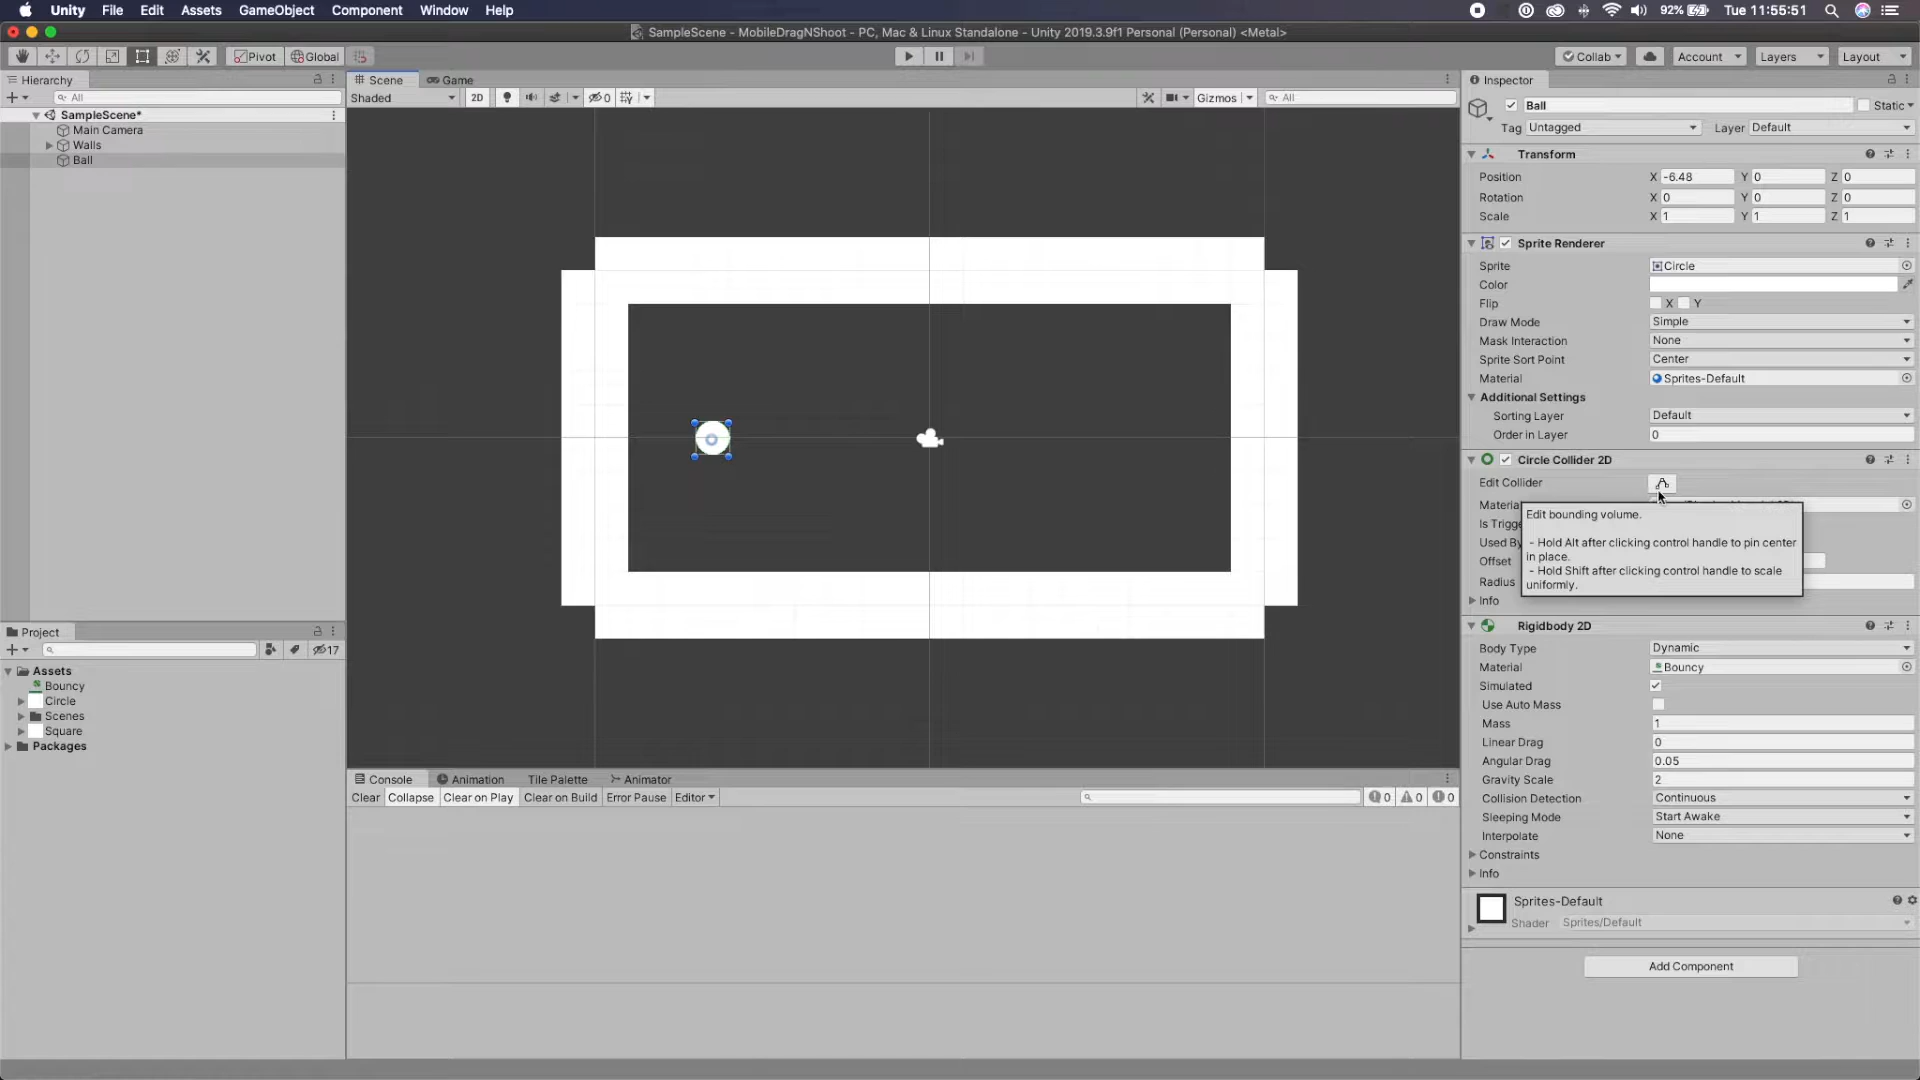 Unity File Edit Assets GameObject Component Window Help
92% Tue 11:55:51
SampleScene - MobileDragNShoot - PC, Mac & Linux Standalone - Unity 2019.3.9f1 Personal (Personal) <Metal>
Pivot Global
Collab Account Layers Layout
Hierarchy
All
SampleScene*
Main Camera
Walls
Ball
Scene Game
Shaded 2D 0 Gizmos All
Inspector
Ball Static
Tag Untagged Layer Default
Transform
Position X -6.48 Y 0 Z 0
Rotation X 0 Y 0 Z 0
Scale X 1 Y 1 Z 1
Sprite Renderer
Sprite Circle
Color
Flip X Y
Draw Mode Simple
Mask Interaction None
Sprite Sort Point Center
Material Sprites-Default
Additional Settings
Sorting Layer Default
Order in Layer 0
Circle Collider 2D
Edit Collider
Materia
Is Trigge
Used By
Offset
Radius
Edit bounding volume.
- Hold Alt after clicking control handle to pin center
in place.
- Hold Shift after clicking control handle to scale
uniformly.
Info
Rigidbody 2D
Body Type Dynamic
Material Bouncy
Simulated
Use Auto Mass
Mass 1
Linear Drag 0
Angular Drag 0.05
Gravity Scale 2
Collision Detection Continuous
Sleeping Mode Start Awake
Interpolate None
Constraints
Info
Sprites-Default
Shader Sprites/Default
Add Component
Project
17
Assets
Bouncy
Circle
Scenes
Square
Packages
Console Animation Tile Palette Animator
Clear Collapse Clear on Play Clear on Build Error Pause Editor 0 0 0